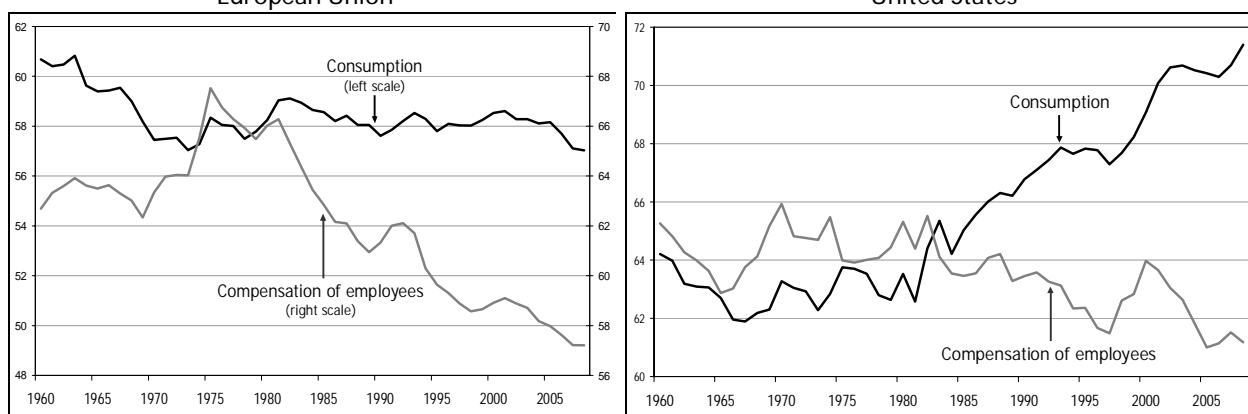 European Union
United States
62
60
58
56
54
52
50
48
70
68
66
64
62
60
58
56
Consumption
(left scale)
Compensation of employees
(right scale)
1960 1965 1970 1975 1980 1985 1990 1995 2000 2005
72
70
68
66
64
62
60
Consumption
Compensation of employees
1960 1965 1970 1975 1980 1985 1990 1995 2000 2005